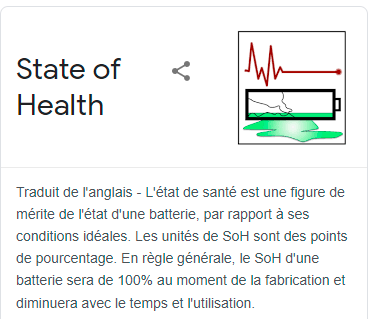 State of
Health
Traduit de l'anglais - L'état de santé est une figure de
mérite de l'état d'une batterie, par rapport à ses
conditions idéales. Les unités de SoH sont des points
de pourcentage. En règle générale, le SoH d'une
batterie sera de 100% au moment de la fabrication et
diminuera avec le temps et l'utilisation.